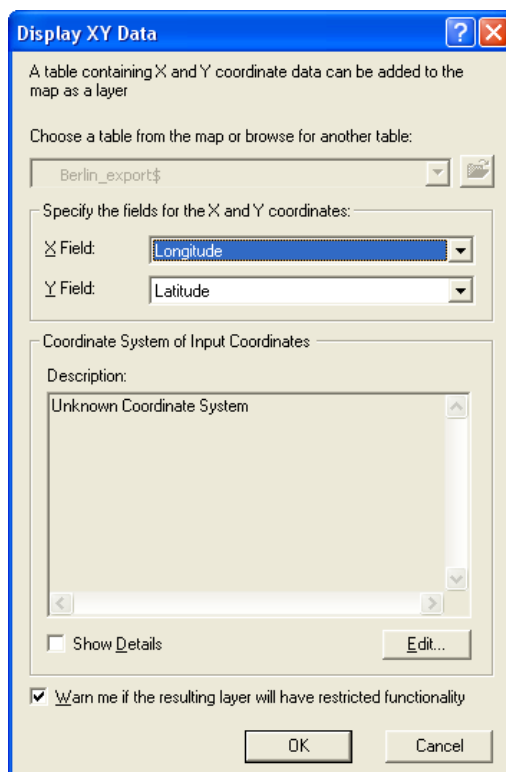 Display XY Data
?
A table containing X and Y coordinate data can be added to the
map as a layer
Choose a table from the map or browse for another table:
Berlin_export$
Specify the fields for the X and Y coordinates:
X Field:
Longitude
Y Field:
Latitude
Coordinate System of Input Coordinates
Description:
Unknown Coordinate System
Show Details
Edit...
Warn me if the resulting layer will have restricted functionality
OK
Cancel